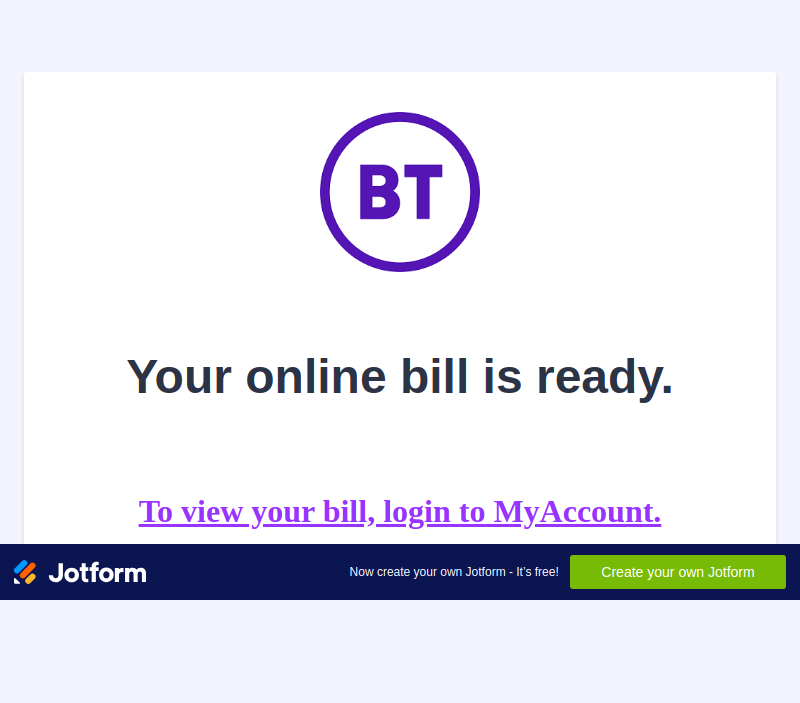 BT
Your online bill is ready.
To view your bill, login to MyAccount.
Jotform
Now create your own Jotform - It's free!
Create your own Jotform